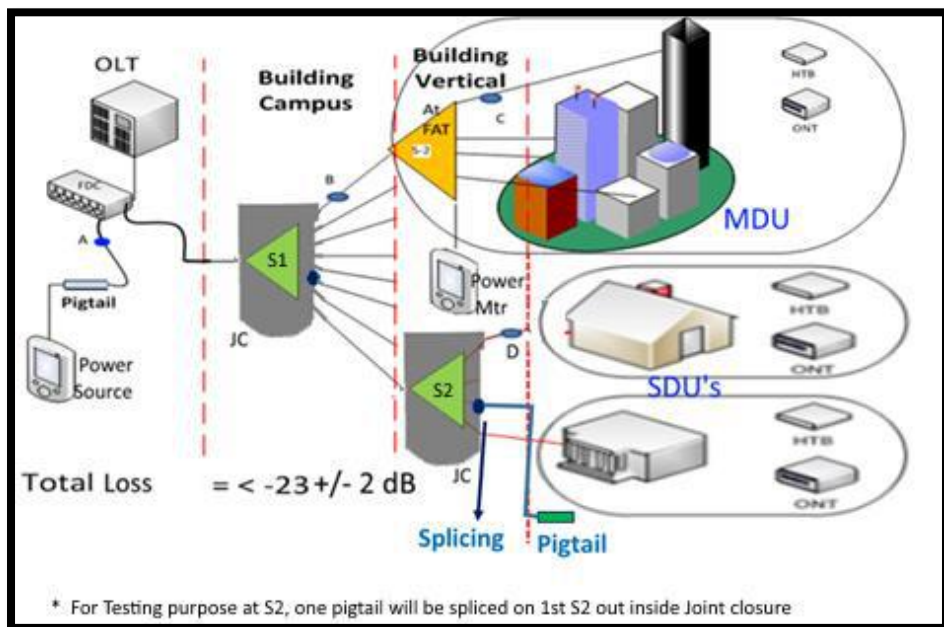 OLT
Building
Campus
Building
Vertical
FDC
A
Pigtail
Power
Source
B
S1
JC
At
FAT
S-2
C
Power
Mtr
S2
JC
D
HTB
ONT
MDU
HTB
ONT
SDU's
HTB
ONT
Total Loss = < -23+/- 2 dB
Splicing
Pigtail
* For Testing purpose at S2, one pigtail will be spliced on 1st S2 out inside Joint closure